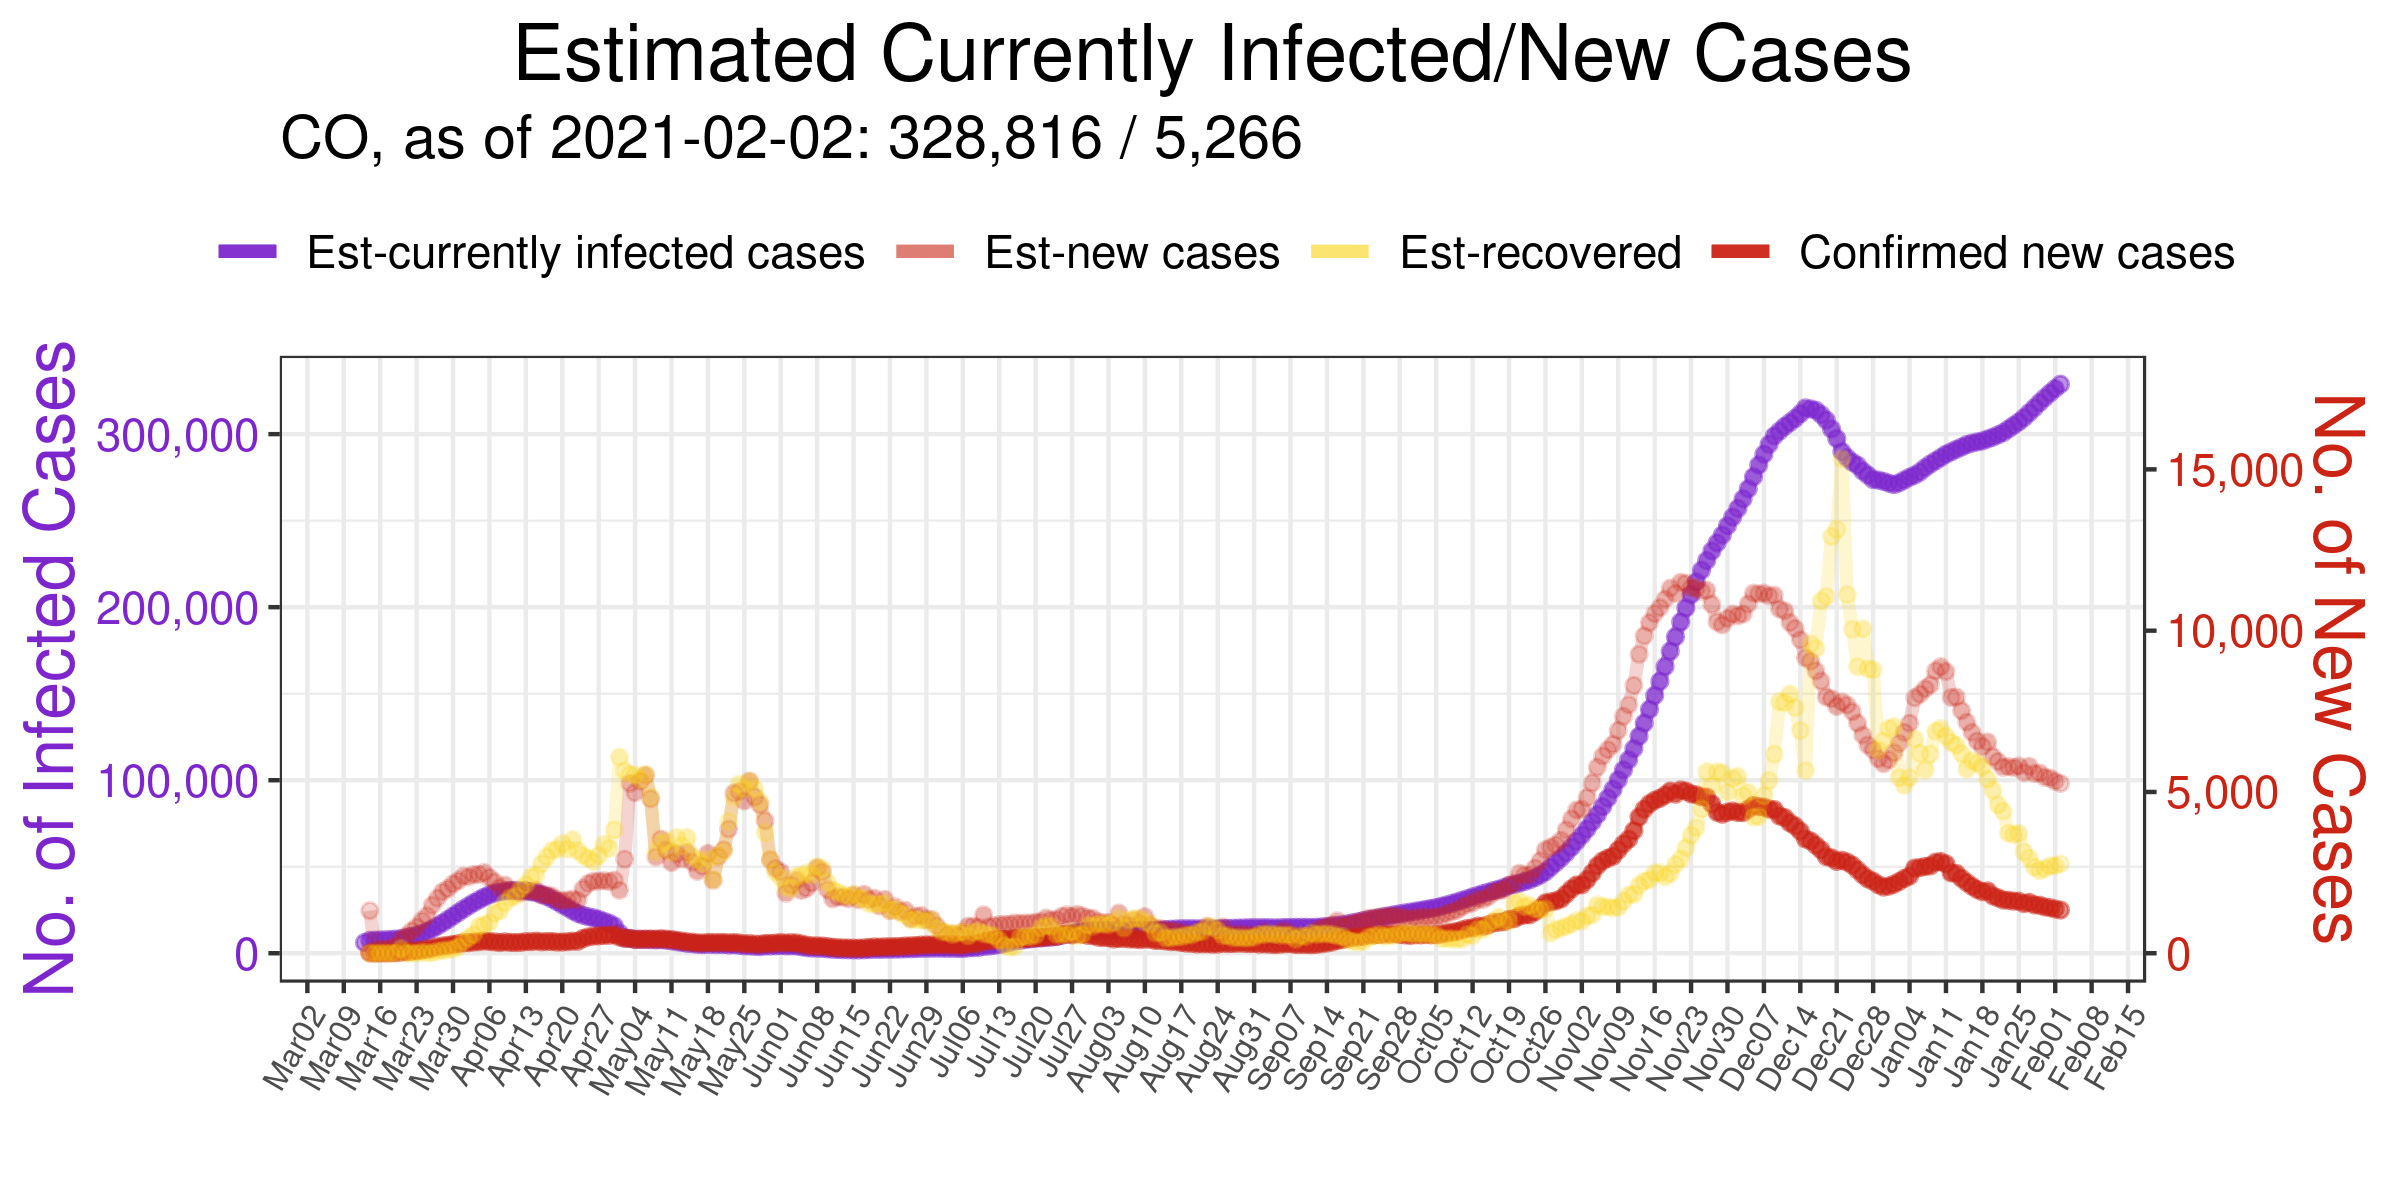 Estimated Currently Infected/New Cases
CO, as of 2021-02-02: 328,816 / 5,266
Est-currently infected cases Est-new cases Est-recovered Confirmed new cases
No. of Infected Cases
300,000
200,000
100,000
0
15,000
10,000
5,000
0
No. of New Cases
Mar02 Mar09 Mar16 Mar23 Mar30 Apr06 Apr13 Apr20 Apr27 May04 May11 May18 May25 Jun01 Jun08 Jun15 Jun22 Jun29 Jul06 Jul13 Jul20 Jul27 Aug03 Aug10 Aug17 Aug24 Aug31 Sep07 Sep14 Sep21 Sep28 Oct05 Oct12 Oct19 Oct26 Nov02 Nov09 Nov16 Nov23 Nov30 Dec07 Dec14 Dec21 Dec28 Jan04 Jan11 Jan18 Jan25 Feb01 Feb08 Feb15